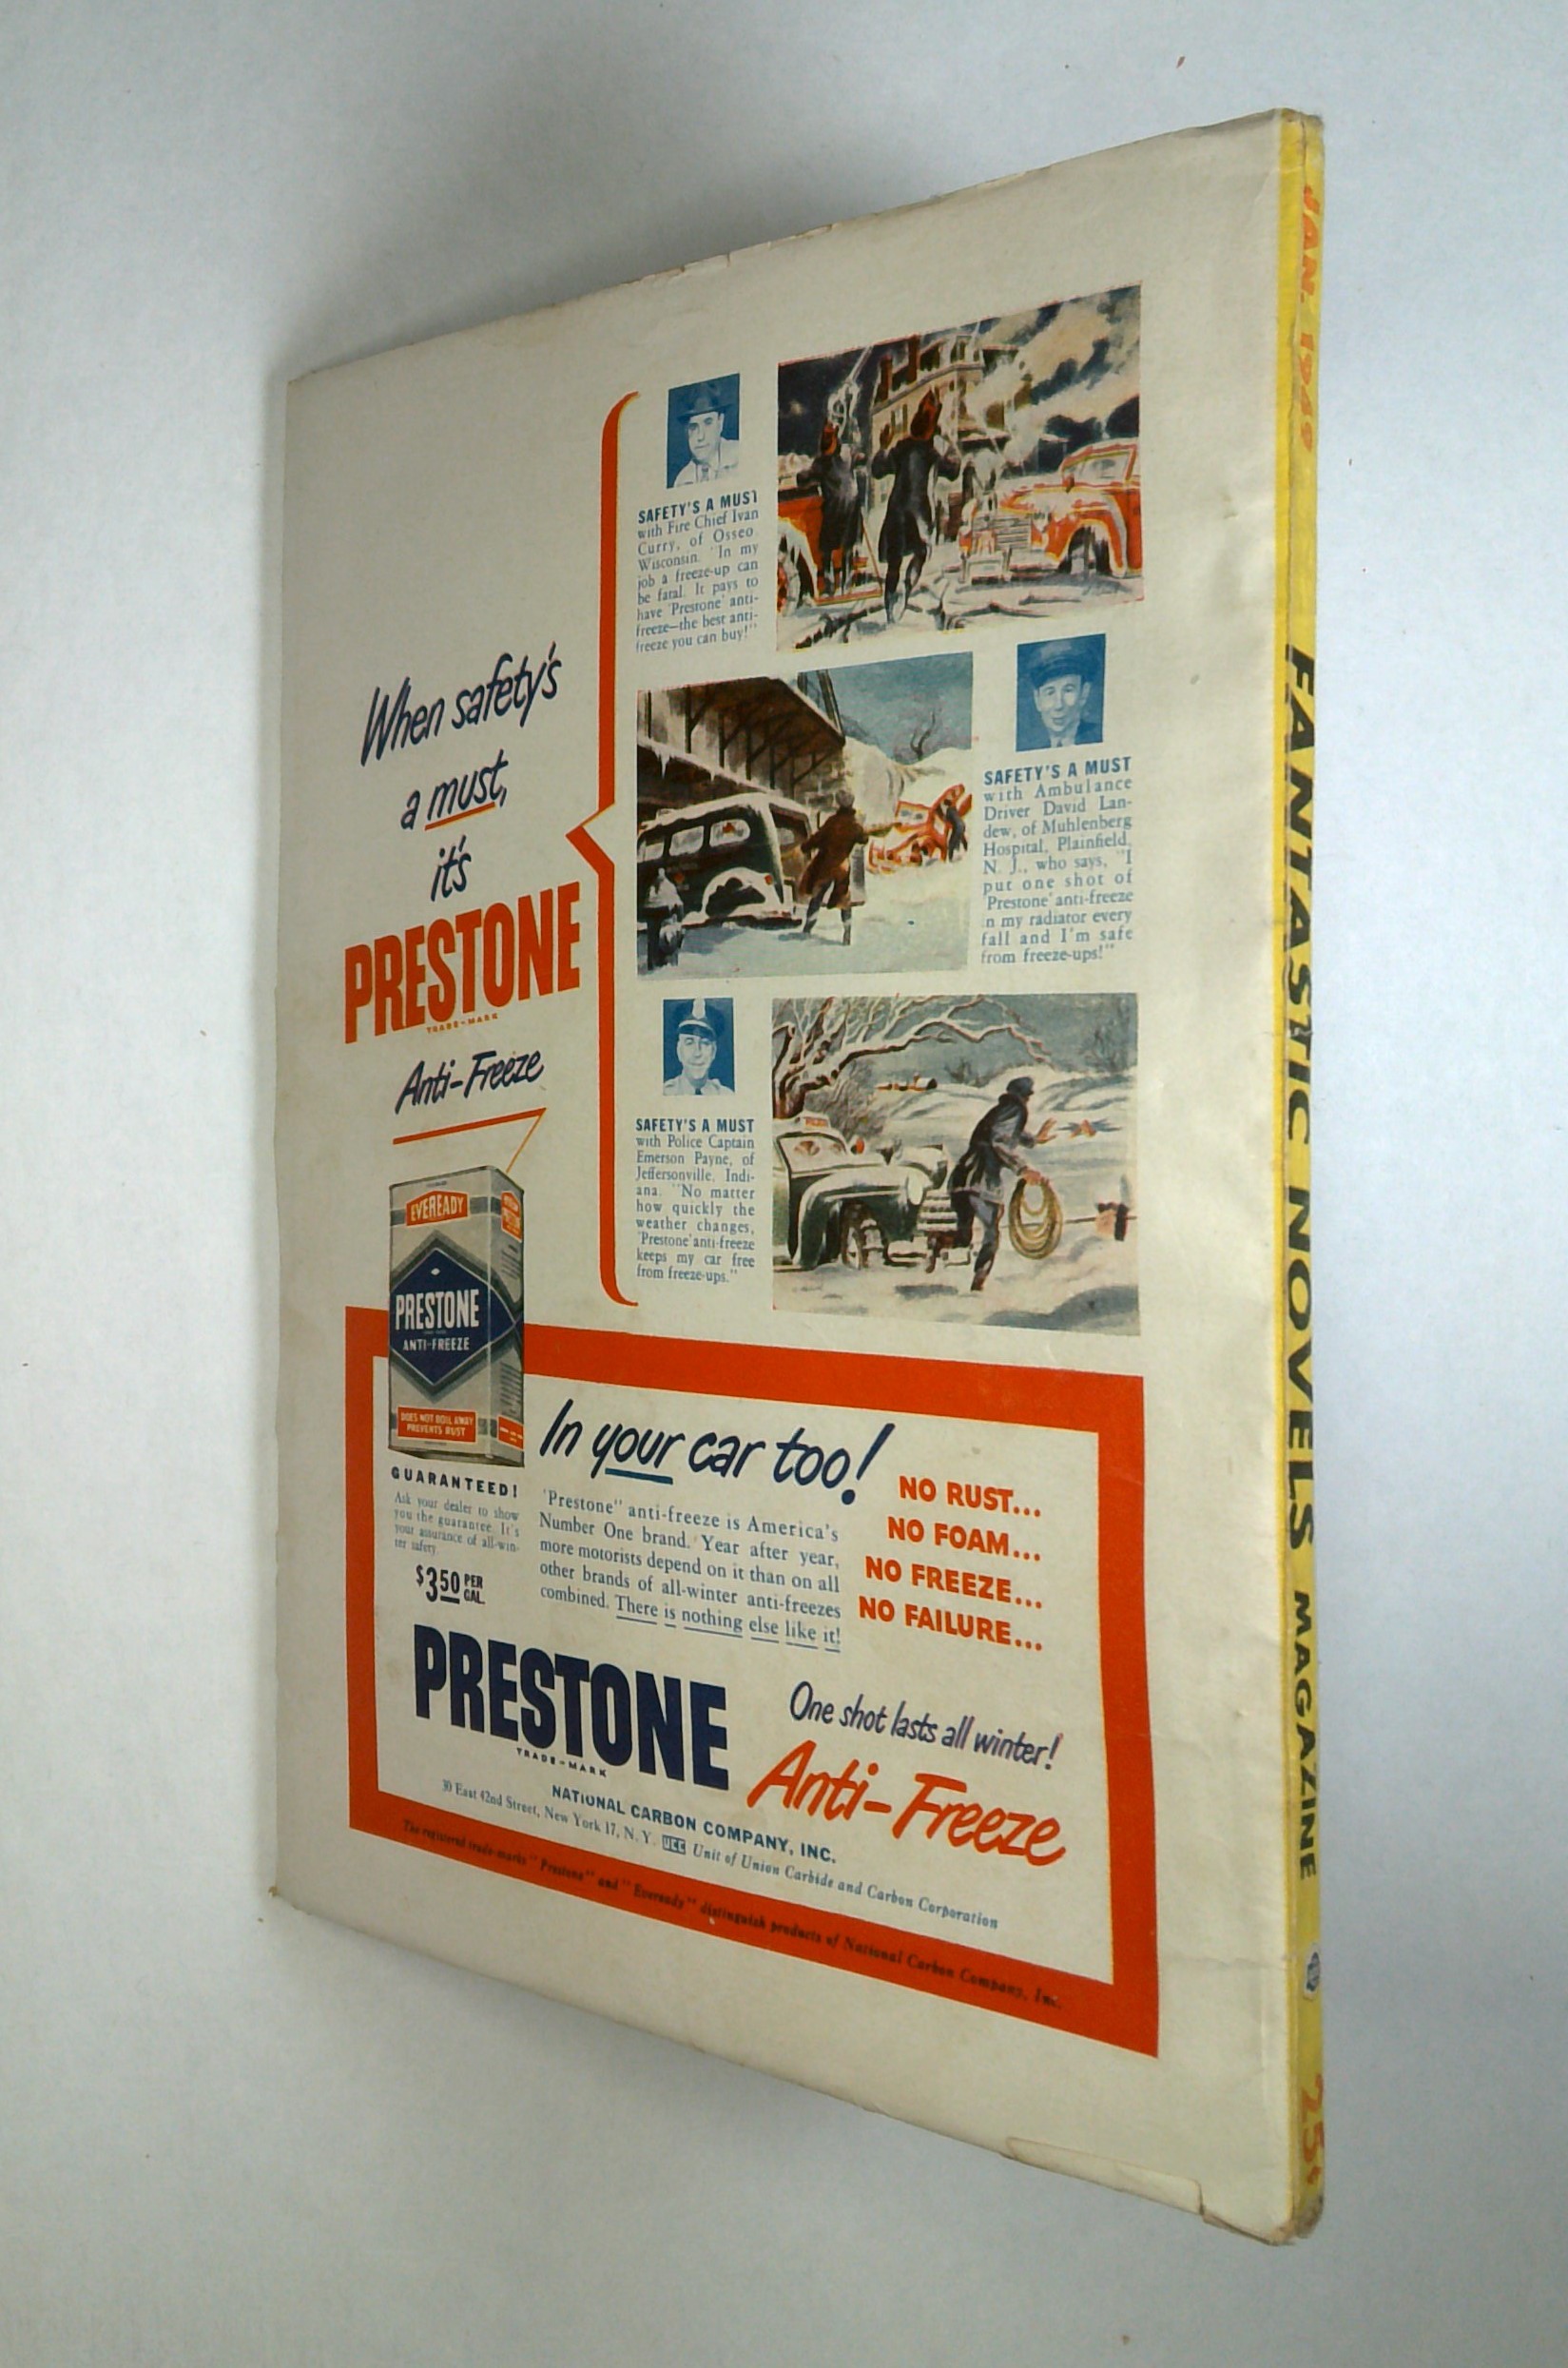 When safety's
a must,
it's
PRESTONE
TRADE-MARK
Anti-Freeze
EVEREADY
PRESTONE
ANTI-FREEZE
DOES NOT BOIL AWAY
PREVENTS RUST
SAFETY'S A MUST
with Fire Chief Ivan
Curry, of Osseo,
Wisconsin. "In my
job a freeze-up can
be fatal. It pays to
have 'Prestone' anti-
freeze—the best anti-
freeze you can buy!"
SAFETY'S A MUST
with Ambulance
Driver David Lan-
dew, of Muhlenberg
Hospital, Plainfield,
N. J., who says, "I
put one shot of
'Prestone' anti-freeze
in my radiator every
fall and I'm safe
from freeze-ups!"
SAFETY'S A MUST
with Police Captain
Emerson Payne, of
Jeffersonville, Indi-
ana. "No matter
how quickly the
weather changes,
'Prestone' anti-freeze
keeps my car free
from freeze-ups."
GUARANTEED!
Ask your dealer to show
you the guarantee. It's
your assurance of all-win-
ter safety.
$3.50 PER
GAL.
In your car too!
"Prestone" anti-freeze is America's
Number One brand. Year after year,
more motorists depend on it than on all
other brands of all-winter anti-freezes
combined. There is nothing else like it!
NO RUST...
NO FOAM...
NO FREEZE...
NO FAILURE...
PRESTONE
TRADE-MARK
One shot lasts all winter!
Anti-Freeze
NATIONAL CARBON COMPANY, INC.
30 East 42nd Street, New York 17, N. Y. UCC Unit of Union Carbide and Carbon Corporation
The registered trade-marks "Prestone" and "Eveready" distinguish products of National Carbon Company, Inc.
JAN. 1949
FANTASTIC NOVELS MAGAZINE
25¢